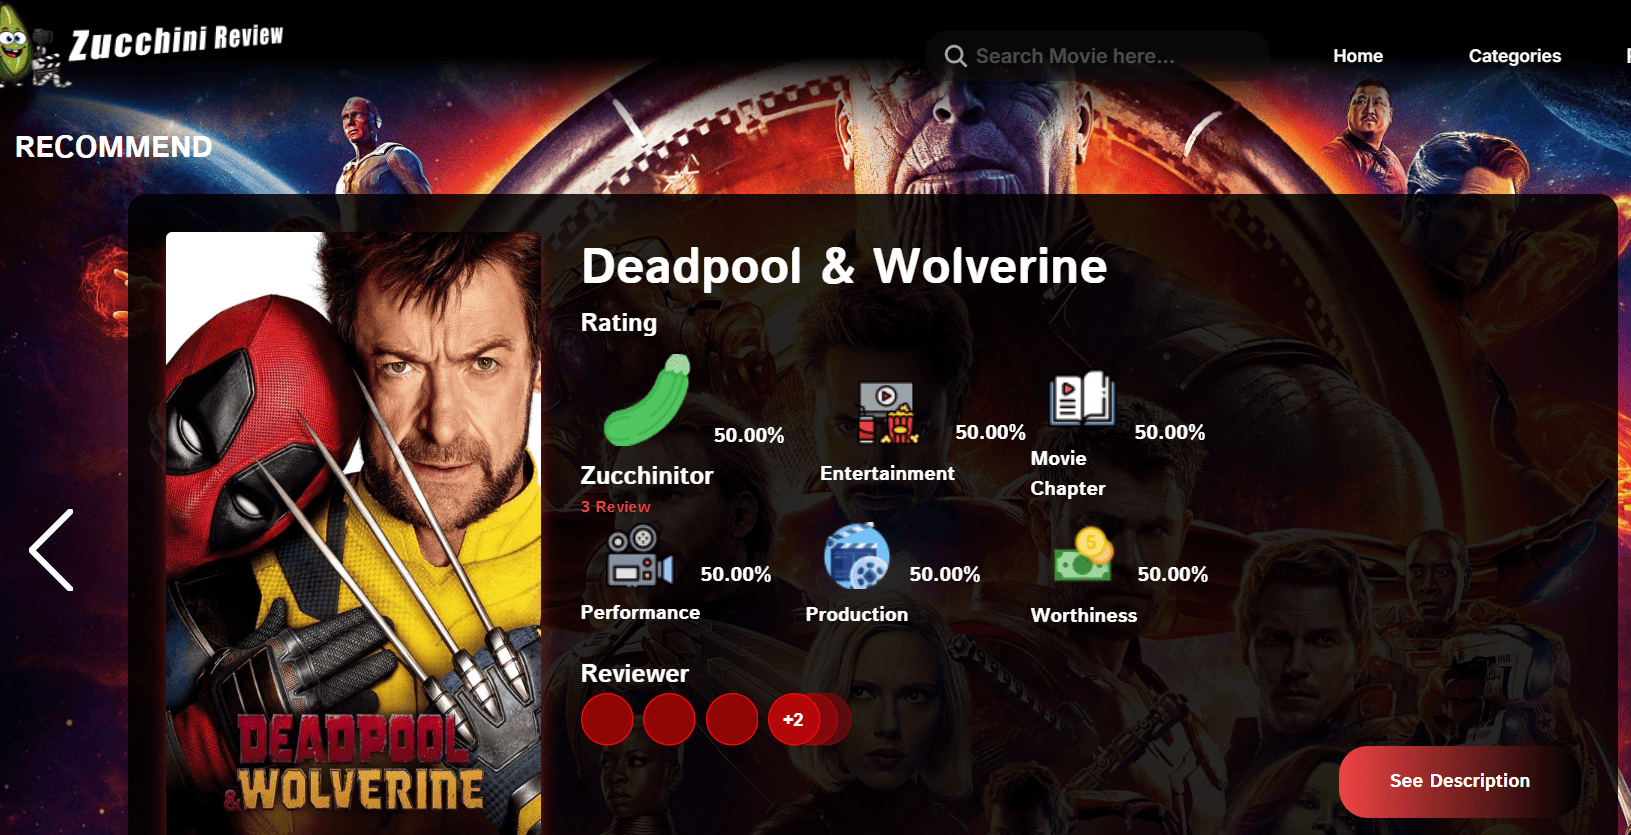 Zucchini Review
Search Movie here...
Home
Categories
RECOMMEND
Deadpool & Wolverine
Rating
50.00%
Zucchinitor
3 Review
50.00%
Entertainment
50.00%
Movie
Chapter
50.00%
Performance
50.00%
Production
5
50.00%
Worthiness
Reviewer
+2
DEADPOOL
&WOLVERINE
See Description